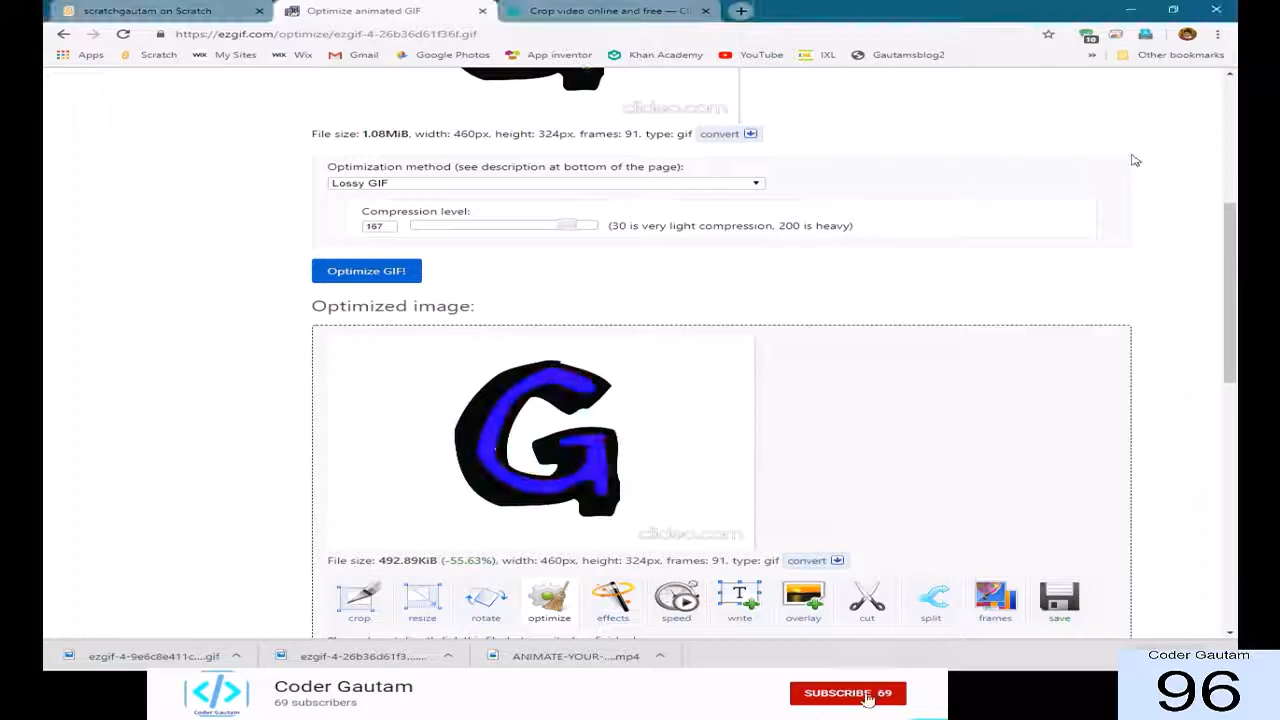 scratchgautam on Scratch
Optimize animated GIF
Crop video online and free — Cli
https://ezgif.com/optimize/ezgif-4-26b36d61f36f.gif
Apps
Scratch
WIX My Sites
WIX Wix
Gmail
Google Photos
App inventor
Khan Academy
YouTube
IXL
Gautamsblog2
»
Other bookmarks
clideo.com
File size: 1.08MiB, width: 460px, height: 324px, frames: 91, type: gif convert
Optimization method (see description at bottom of the page):
Lossy GIF
Compression level:
167
(30 is very light compression, 200 is heavy)
Optimize GIF!
Optimized image:
G
clideo.com
File size: 492.89KiB (-55.63%), width: 460px, height: 324px, frames: 91, type: gif convert
crop
resize
rotate
optimize
effects
speed
T
write
overlay
cut
split
frames
save
ezgif-4-9e6c8e411c....gif
ezgif-4-26b36d61f3....gif
ANIMATE-YOUR-....mp4
</>
Coder Gautam
Coder Gautam
69 subscribers
SUBSCRIBE 69
Coder Gautam
96